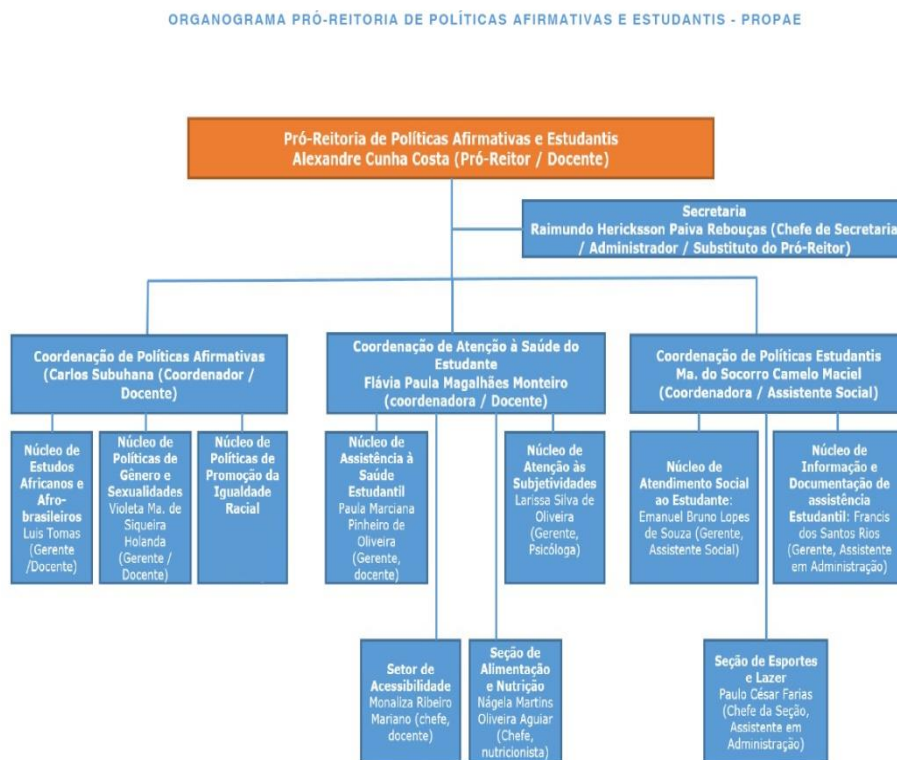 ORGANOGRAMA PRÓ-REITORIA DE POLÍTICAS AFIRMATIVAS E ESTUDANTIS - PROPAE
Pró-Reitoria de Políticas Afirmativas e Estudantis
Alexandre Cunha Costa (Pró-Reitor / Docente)
Secretaria
Raimundo Hericksson Paiva Rebouças (Chefe de Secretaria
/ Administrador / Substituto do Pró-Reitor)
Coordenação de Políticas Afirmativas
(Carlos Subuhana (Coordenador /
Docente)
Coordenação de Atenção à Saúde do
Estudante
Flávia Paula Magalhães Monteiro
(coordenadora / Docente)
Coordenação de Políticas Estudantis
Ma. do Socorro Camelo Maciel
(Coordenadora / Assistente Social)
Núcleo de
Estudos
Africanos e
Afro-
brasileiros
Luis Tomas
(Gerente
/Docente)
Núcleo de
Políticas de
Gênero e
Sexualidades
Violeta Ma. de
Siqueira
Holanda
(Gerente /
Docente)
Núcleo de
Políticas de
Promoção da
Igualdade
Racial
Núcleo de
Assistência à
Saúde
Estudantil
Paula Marciana
Pinheiro de
Oliveira
(Gerente,
docente)
Núcleo de
Atenção às
Subjetividades
Larissa Silva de
Oliveira
(Gerente,
Psicóloga)
Núcleo de
Atendimento Social
ao Estudante:
Emanuel Bruno Lopes
de Souza (Gerente,
Assistente Social)
Núcleo de
Informação e
Documentação de
assistência
Estudantil: Francis
dos Santos Rios
(Gerente, Assistente
em Administração)
Setor de
Acessibilidade
Monaliza Ribeiro
Mariano (chefe,
docente)
Seção de
Alimentação
e Nutrição
Nágela Martins
Oliveira Aguiar
(Chefe,
nutricionista)
Seção de Esportes
e Lazer
Paulo César Farias
(Chefe da Seção,
Assistente em
Administração)